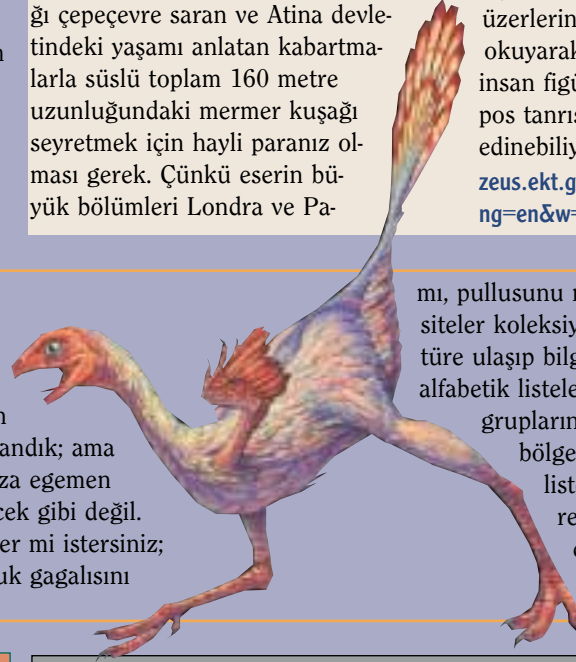 ğı çepeçevre saran ve Atina devle-
tindeki yaşamı anlatan kabartma-
larla süslü toplam 160 metre
uzunluğundaki mermer kuşağı
seyretmek için hayli paranız ol-
ması gerek. Çünkü eserin bü-
yük bölümleri Londra ve Pa-
üzerlerin
okuyarak
insan figü
pos tanrıs
edinebiliy
zeus.ekt.g
ng=en&w=
mı, pullusunu
siteler koleksiy
türe ulaşıp bilg
alfabetik listele
grupların
bölge
list
re
andık; ama
za egemen
cek gibi değil.
er mi istersiniz;
uk gagalısını